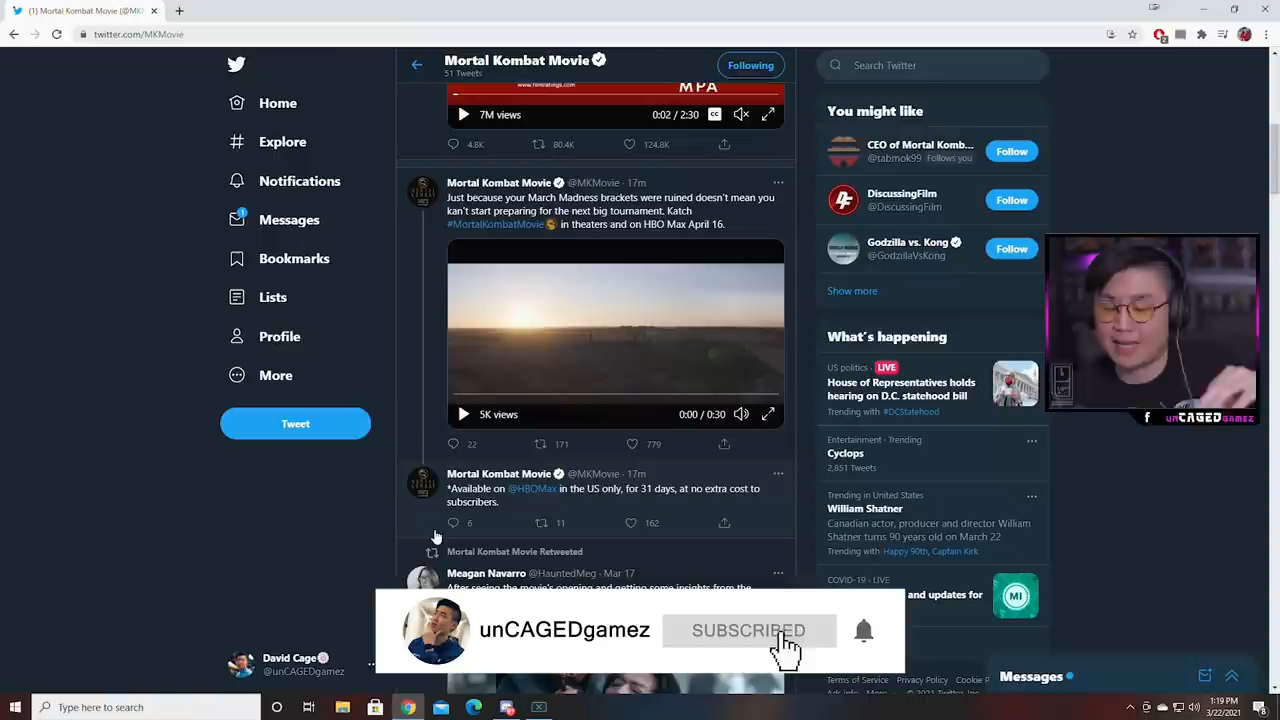 (1) Mortal Kombat Movie (@MK
twitter.com/MKMovie
Home
Explore
Notifications
1
Messages
Bookmarks
Lists
Profile
More
Tweet
David Cage
@unCAGEDgamez
Mortal Kombat Movie
51 Tweets
Following
www.filmratings.com
MPA
7M views
0:02 / 2:30
CC
4.8K
80.4K
124.8K
Mortal Kombat Movie @MKMovie · 17m
Just because your March Madness brackets were ruined doesn't mean you
kan't start preparing for the next big tournament. Katch
#MortalKombatMovie in theaters and on HBO Max April 16.
5K views
0:00 / 0:30
22
171
779
Mortal Kombat Movie @MKMovie · 17m
*Available on @HBOMax in the US only, for 31 days, at no extra cost to
subscribers.
6
11
162
Mortal Kombat Movie Retweeted
Meagan Navarro @HauntedMeg · Mar 17
After seeing the movie's opening and getting some insights from the
unCAGEDgamez
SUBSCRIBED
Search Twitter
You might like
CEO of Mortal Komb...
@tabmok99 Follows you
Follow
DiscussingFilm
@DiscussingFilm
Follow
Godzilla vs. Kong
@GodzillaVsKong
Follow
Show more
What's happening
US politics · LIVE
House of Representatives holds
hearing on D.C. statehood bill
Trending with #DCStatehood
Entertainment · Trending
Cyclops
2,851 Tweets
Trending in United States
William Shatner
Canadian actor, producer and director William
Shatner turns 90 years old on March 22
Trending with Happy 90th, Captain Kirk
COVID-19 · LIVE
and updates for
MI
Terms of Service Privacy Policy Cookie P
Messages
f unCAGEDGAMEZ
Type here to search
1:19 PM
3/22/2021